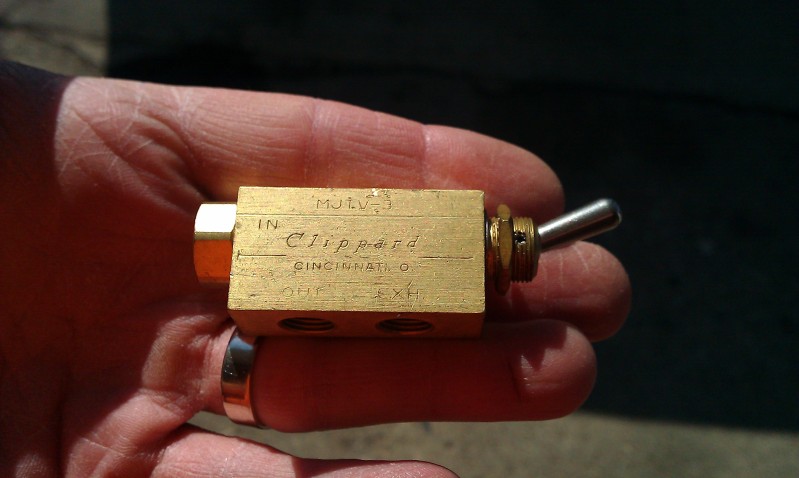 MJTV-3
IN
Clippard
CINCINNATI O
OUT EXH